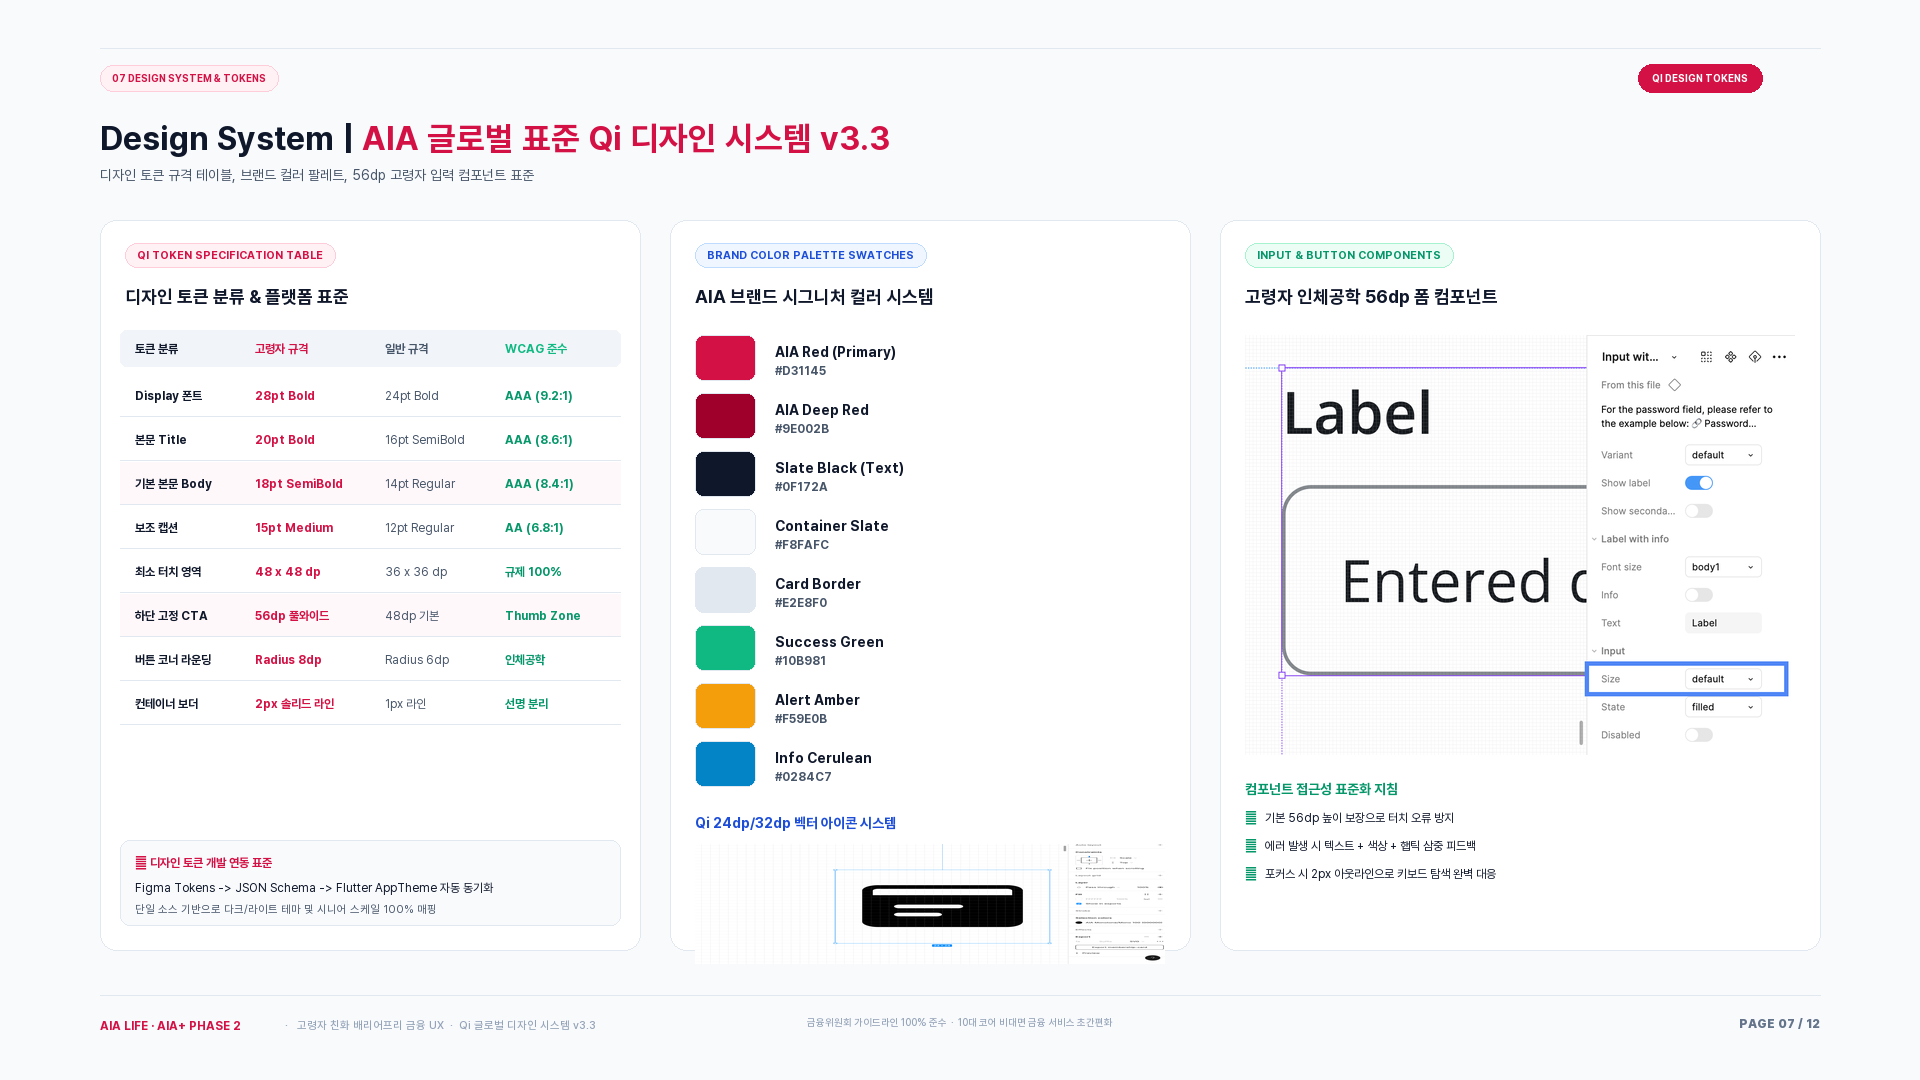 07 DESIGN SYSTEM & TOKENS
QI DESIGN TOKENS
Design System | AIA 글로벌 표준 Qi 디자인 시스템 v3.3
디자인 토큰 규격 테이블, 브랜드 컬러 팔레트, 56dp 고령자 입력 컴포넌트 표준
QI TOKEN SPECIFICATION TABLE
디자인 토큰 분류 & 플랫폼 표준
토큰 분류 고령자 규격 일반 규격 WCAG 준수
Display 폰트 28pt Bold 24pt Bold AAA (9.2:1)
본문 Title 20pt Bold 16pt SemiBold AAA (8.6:1)
기본 본문 Body 18pt SemiBold 14pt Regular AAA (8.4:1)
보조 캡션 15pt Medium 12pt Regular AA (6.8:1)
최소 터치 영역 48 x 48 dp 36 x 36 dp 규제 100%
하단 고정 CTA 56dp 풀와이드 48dp 기본 Thumb Zone
버튼 코너 라운딩 Radius 8dp Radius 6dp 인체공학
컨테이너 보더 2px 솔리드 라인 1px 라인 선명 분리
디자인 토큰 개발 연동 표준
Figma Tokens -> JSON Schema -> Flutter AppTheme 자동 동기화
단일 소스 기반으로 다크/라이트 테마 및 시니어 스케일 100% 매핑
BRAND COLOR PALETTE SWATCHES
AIA 브랜드 시그니처 컬러 시스템
AIA Red (Primary)
#D31145
AIA Deep Red
#9E002B
Slate Black (Text)
#0F172A
Container Slate
#F8FAFC
Card Border
#E2E8F0
Success Green
#10B981
Alert Amber
#F59E0B
Info Cerulean
#0284C7
Qi 24dp/32dp 벡터 아이콘 시스템
INPUT & BUTTON COMPONENTS
고령자 인체공학 56dp 폼 컴포넌트
Label
Entered
Input wit...
From this file
For the password field, please refer to
the example below: Password...
Variant default
Show label
Show seconda...
Label with info
Font size body1
Info
Text Label
Input
Size default
State filled
Disabled
컴포넌트 접근성 표준화 지침
기본 56dp 높이 보장으로 터치 오류 방지
에러 발생 시 텍스트 + 색상 + 햅틱 삼중 피드백
포커스 시 2px 아웃라인으로 키보드 탐색 완벽 대응
AIA LIFE · AIA+ PHASE 2 · 고령자 친화 배리어프리 금융 UX · Qi 글로벌 디자인 시스템 v3.3
금융위원회 가이드라인 100% 준수 · 10대 코어 비대면 금융 서비스 초간편화
PAGE 07 / 12